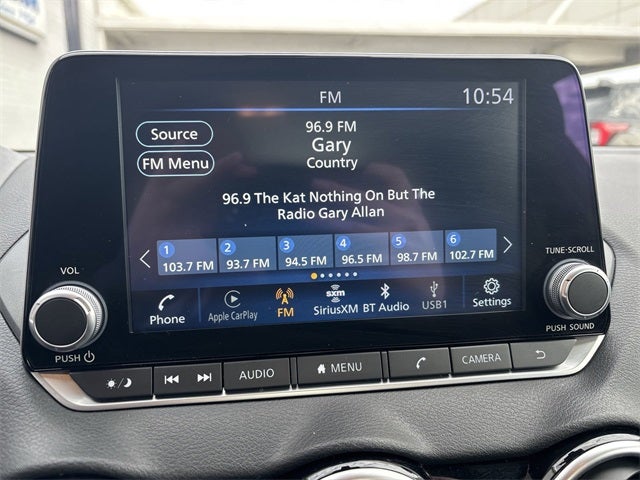 FM
10:54
Source
96.9 FM
Gary
FM Menu
Country
96.9 The Kat Nothing On But The
Radio Gary Allan
1
2
3
4
5
6
103.7 FM
93.7 FM
94.5 FM
96.5 FM
98.7 FM
102.7 FM
VOL
TUNE·SCROLL
Phone
Apple CarPlay
FM
sxm
SiriusXM
BT Audio
USB1
Settings
PUSH
PUSH SOUND
AUDIO
MENU
CAMERA